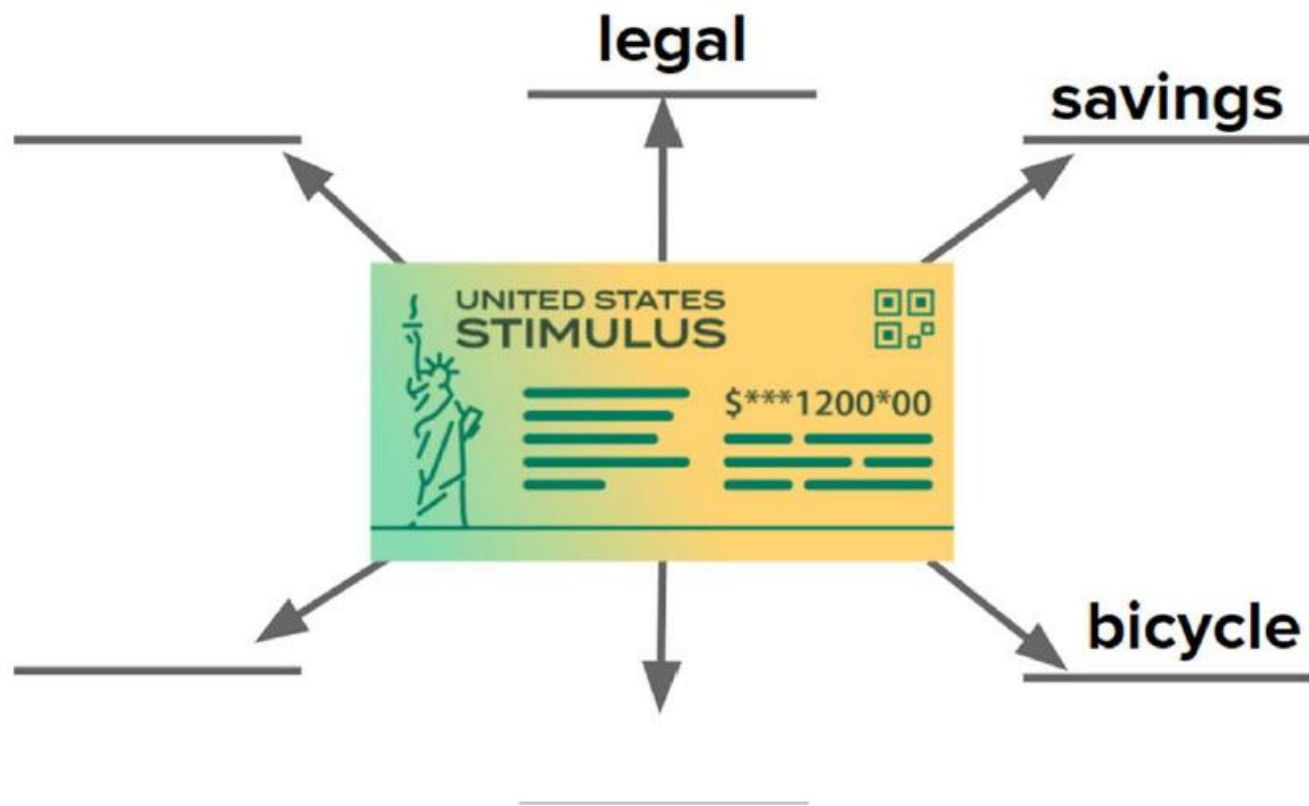 legal
savings
UNITED STATES
STIMULUS
$***1200*00
bicycle